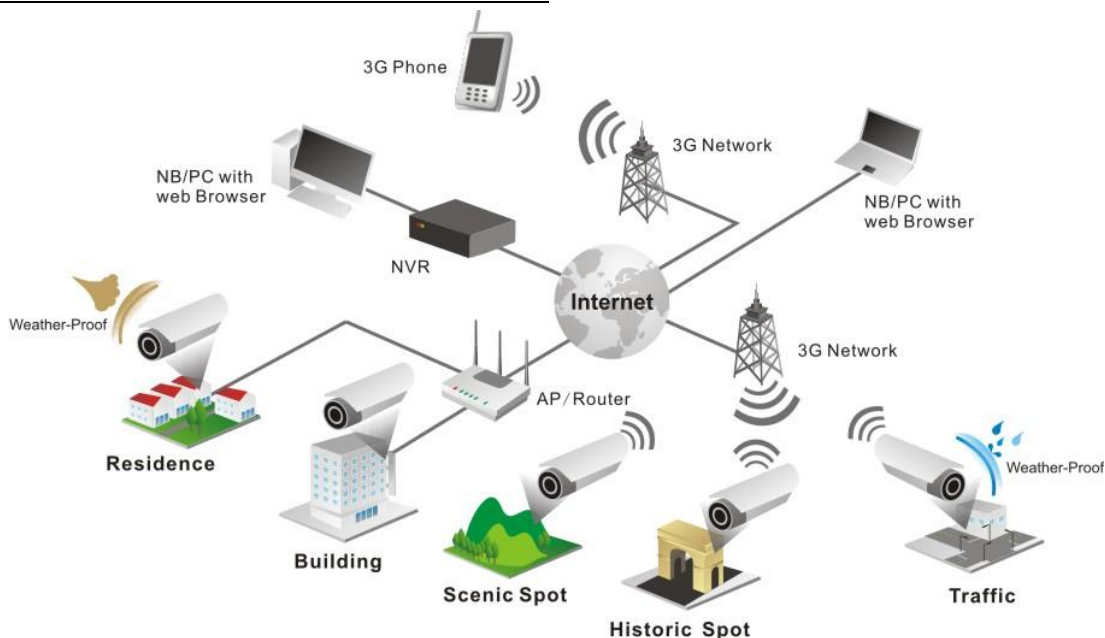 3G Phone
3G Network
NB/PC with
web Browser
NB/PC with
web Browser
NVR
Internet
Weather-Proof
3G Network
AP/Router
Residence
Weather-Proof
Building
Scenic Spot
Traffic
Historic Spot